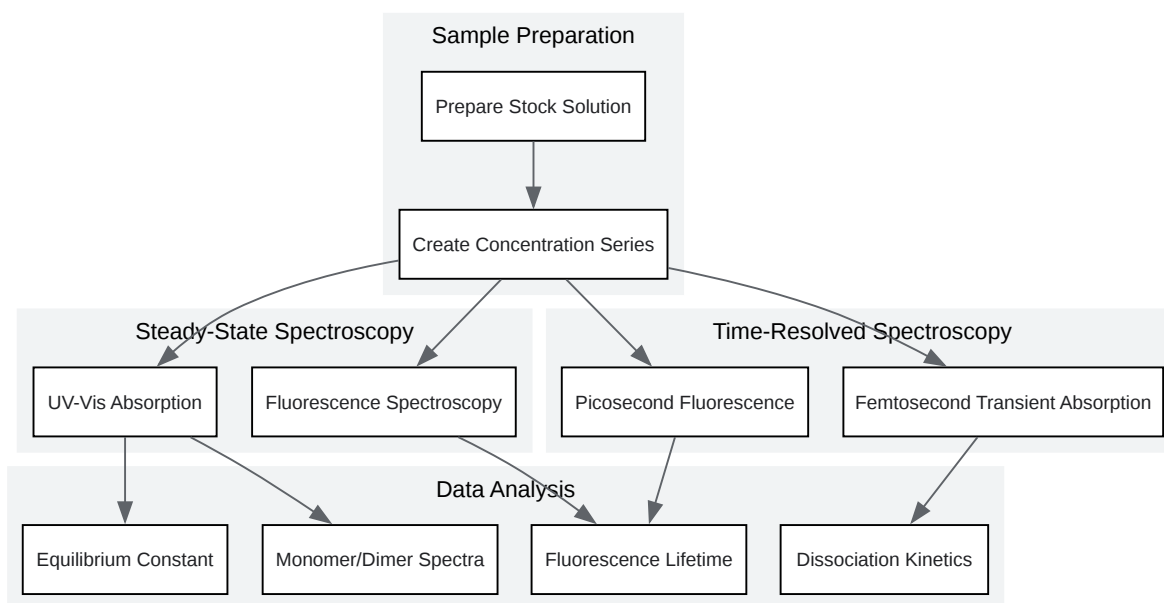 Sample Preparation
Prepare Stock Solution
Create Concentration Series
Steady-State Spectroscopy
Time-Resolved Spectroscopy
UV-Vis Absorption
Fluorescence Spectroscopy
Picosecond Fluorescence
Femtosecond Transient Absorption
Data Analysis
Equilibrium Constant
Monomer/Dimer Spectra
Fluorescence Lifetime
Dissociation Kinetics